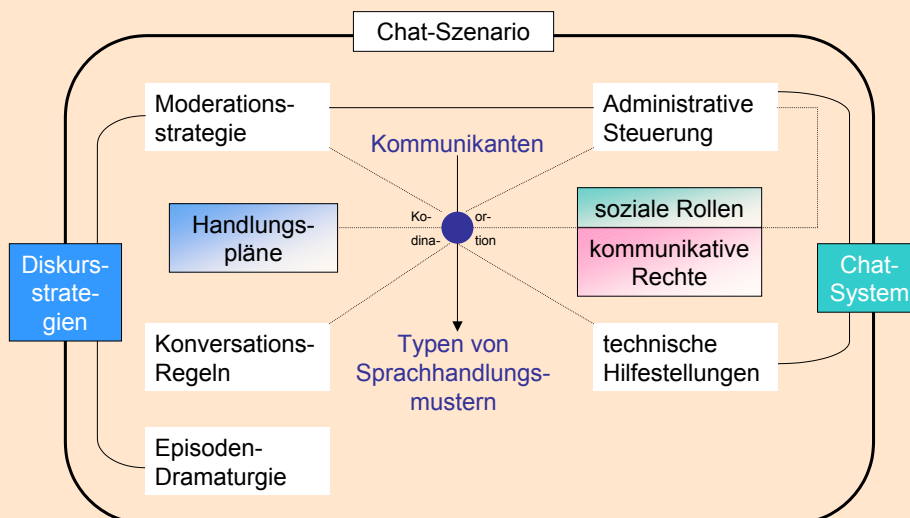 Chat-Szenario
Moderations-
strategie
Administrative
Steuerung
Kommunikanten
Handlungs-
pläne
Ko-
or-
dina-
tion
soziale Rollen
kommunikative
Rechte
Diskurs-
strate-
gien
Chat-
System
Konversations-
Regeln
Typen von
Sprachhandlungs-
mustern
technische
Hilfestellungen
Episoden-
Dramaturgie